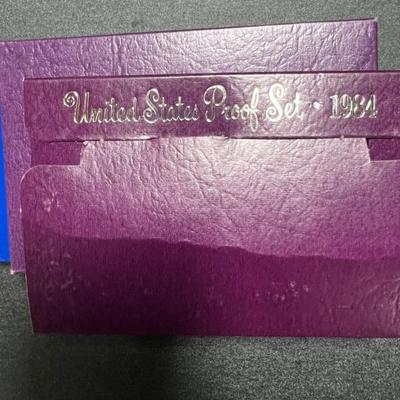 United States Proof Set · 1984